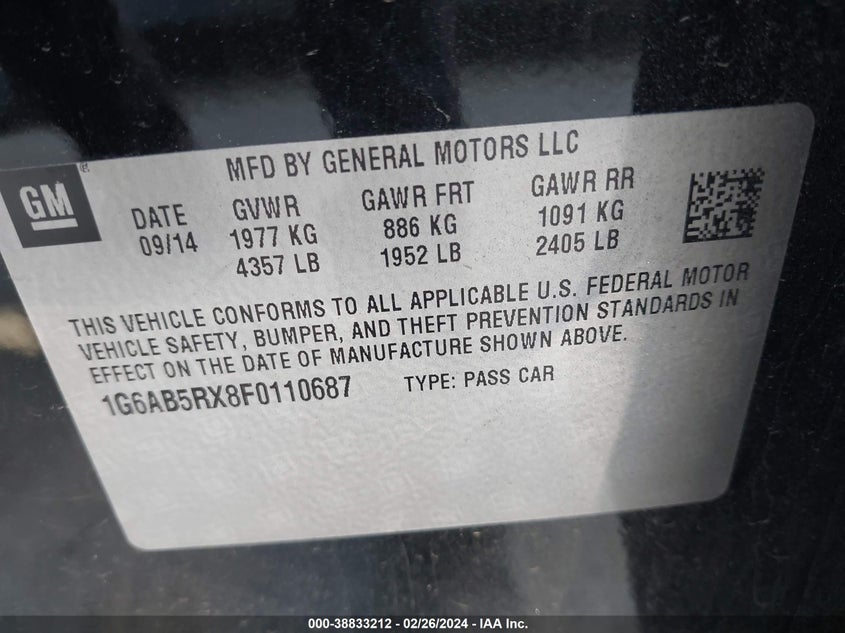 MFD BY GENERAL MOTORS LLC
GM
DATE GVWR GAWR FRT GAWR RR
09/14 1977 KG 886 KG 1091 KG
4357 LB 1952 LB 2405 LB
THIS VEHICLE CONFORMS TO ALL APPLICABLE U.S. FEDERAL MOTOR
VEHICLE SAFETY, BUMPER, AND THEFT PREVENTION STANDARDS IN
EFFECT ON THE DATE OF MANUFACTURE SHOWN ABOVE.
1G6AB5RX8F0110687 TYPE: PASS CAR
000-38833212 - 02/26/2024 - IAA Inc.